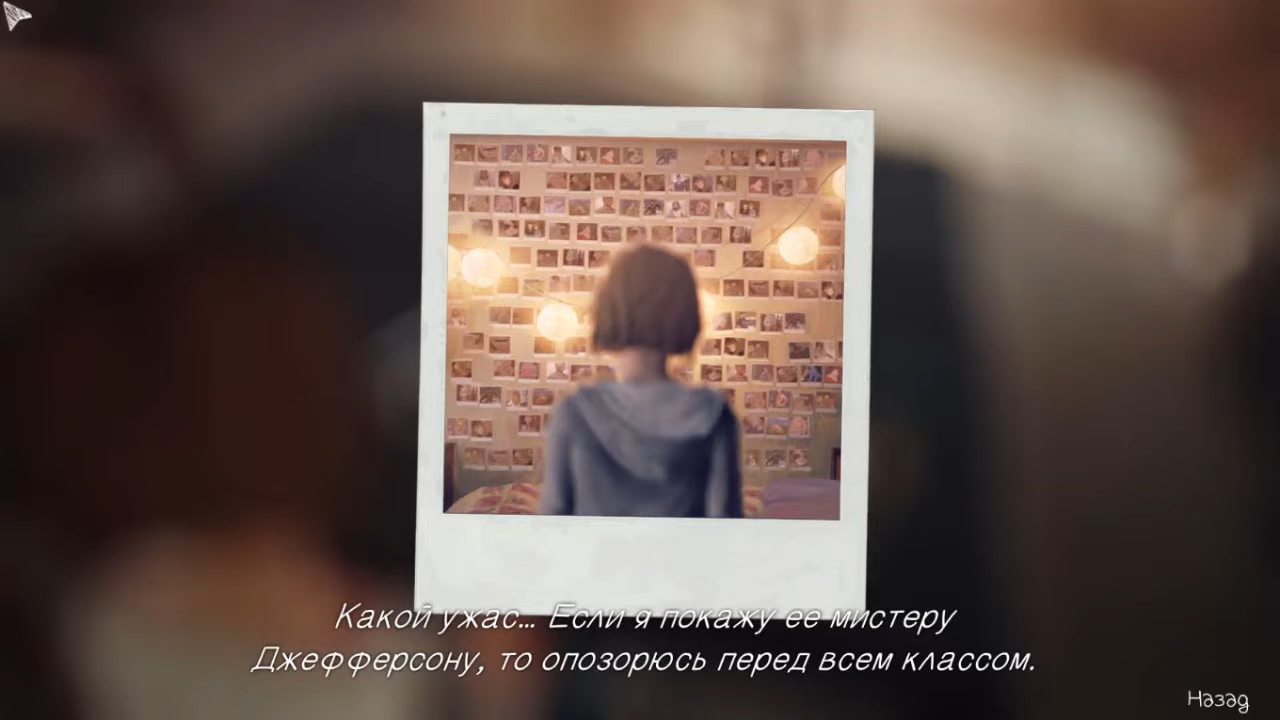 Какой ужас... Если я покажу ее мистеру
Джефферсону, то опозорюсь перед всем классом.
Назад